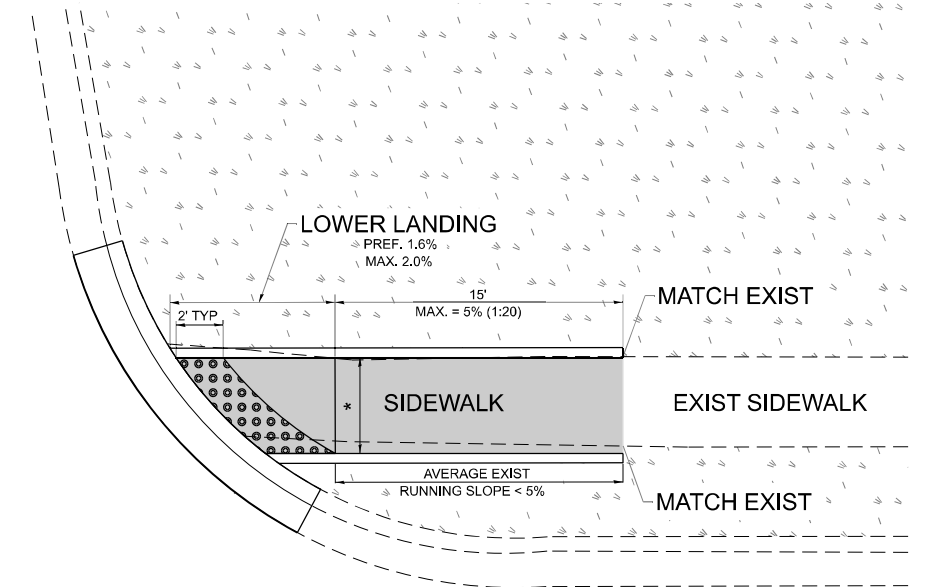 LOWER LANDING
PREF. 1.6%
MAX. 2.0%
15'
MAX. = 5% (1:20)
MATCH EXIST
2' TYP
*
SIDEWALK
EXIST SIDEWALK
AVERAGE EXIST
RUNNING SLOPE < 5%
MATCH EXIST